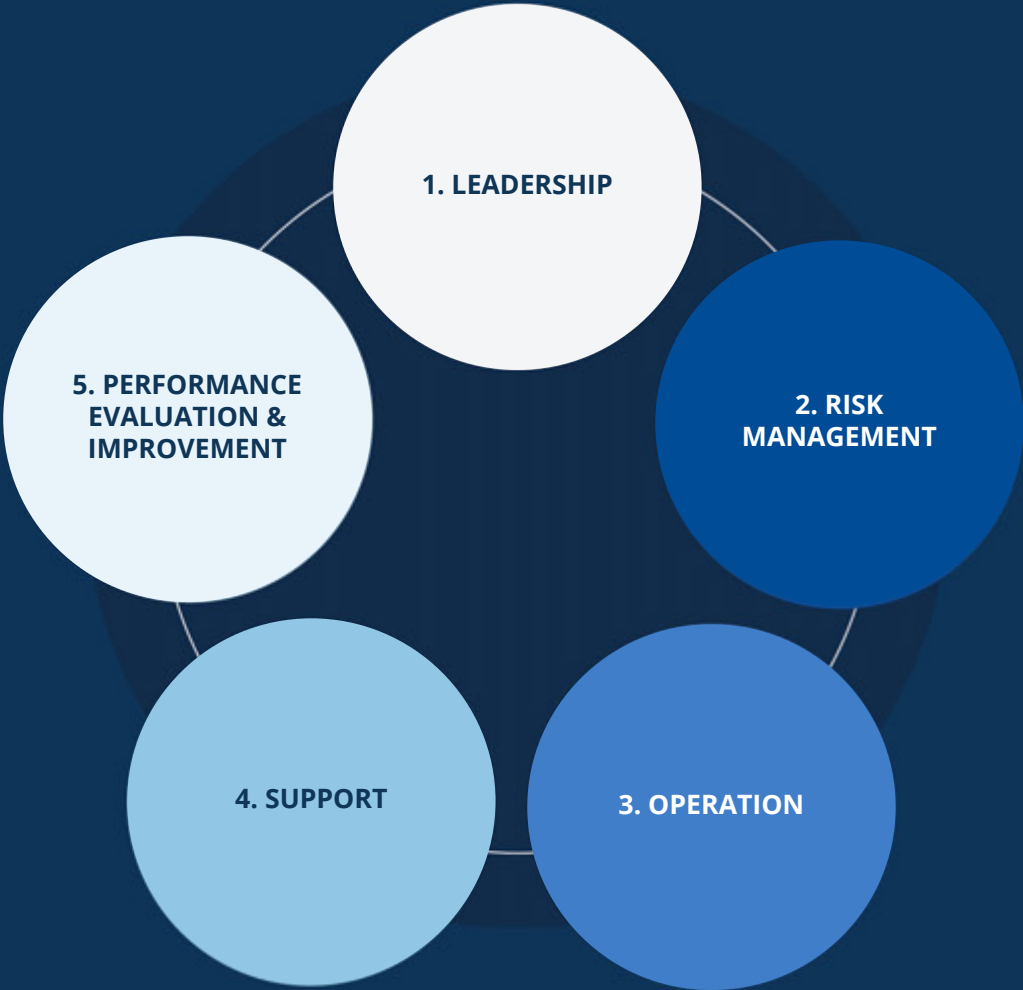 1. LEADERSHIP
2. RISK
MANAGEMENT
3. OPERATION
4. SUPPORT
5. PERFORMANCE
EVALUATION &
IMPROVEMENT